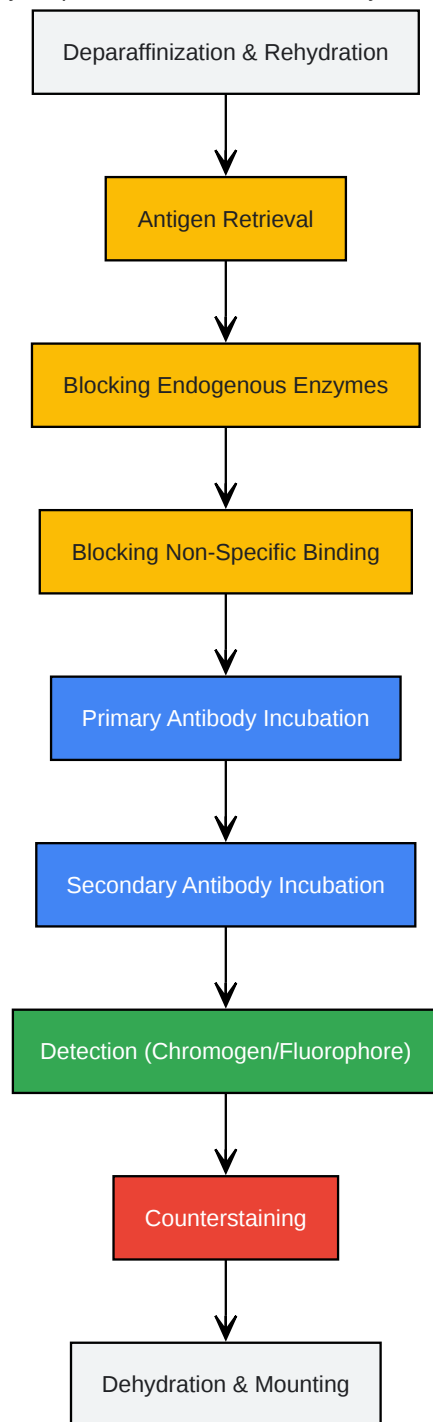 Deparaffinization & Rehydration
Antigen Retrieval
Blocking Endogenous Enzymes
Blocking Non-Specific Binding
Primary Antibody Incubation
Secondary Antibody Incubation
Detection (Chromogen/Fluorophore)
Counterstaining
Dehydration & Mounting